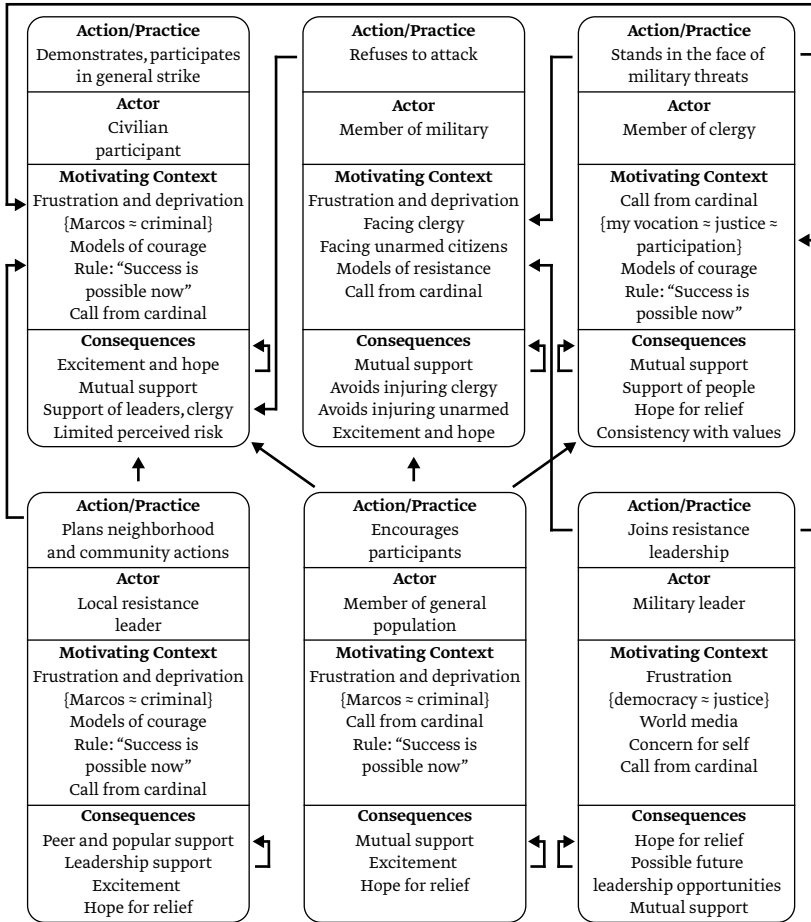 Action/Practice
Demonstrates, participates
in general strike
Actor
Civilian
participant
Motivating Context
Frustration and deprivation
{Marcos ≈ criminal}
Models of courage
Rule: “Success is
possible now”
Call from cardinal
Consequences
Excitement and hope
Mutual support
Support of leaders, clergy
Limited perceived risk
Action/Practice
Refuses to attack
Actor
Member of military
Motivating Context
Frustration and deprivation
Facing clergy
Facing unarmed citizens
Models of resistance
Call from cardinal
Consequences
Mutual support
Avoids injuring clergy
Avoids injuring unarmed
Excitement and hope
Action/Practice
Stands in the face of
military threats
Actor
Member of clergy
Motivating Context
Call from cardinal
{my vocation ≈ justice ≈
participation}
Models of courage
Rule: “Success is
possible now”
Consequences
Mutual support
Support of people
Hope for relief
Consistency with values
Action/Practice
Plans neighborhood
and community actions
Actor
Local resistance
leader
Motivating Context
Frustration and deprivation
{Marcos ≈ criminal}
Models of courage
Rule: “Success is
possible now”
Call from cardinal
Consequences
Peer and popular support
Leadership support
Excitement
Hope for relief
Action/Practice
Encourages
participants
Actor
Member of general
population
Motivating Context
Frustration and deprivation
{Marcos ≈ criminal}
Call from cardinal
Rule: “Success is
possible now”
Consequences
Mutual support
Excitement
Hope for relief
Action/Practice
Joins resistance
leadership
Actor
Military leader
Motivating Context
Frustration
{democracy ≈ justice}
World media
Concern for self
Call from cardinal
Consequences
Hope for relief
Possible future
leadership opportunities
Mutual support